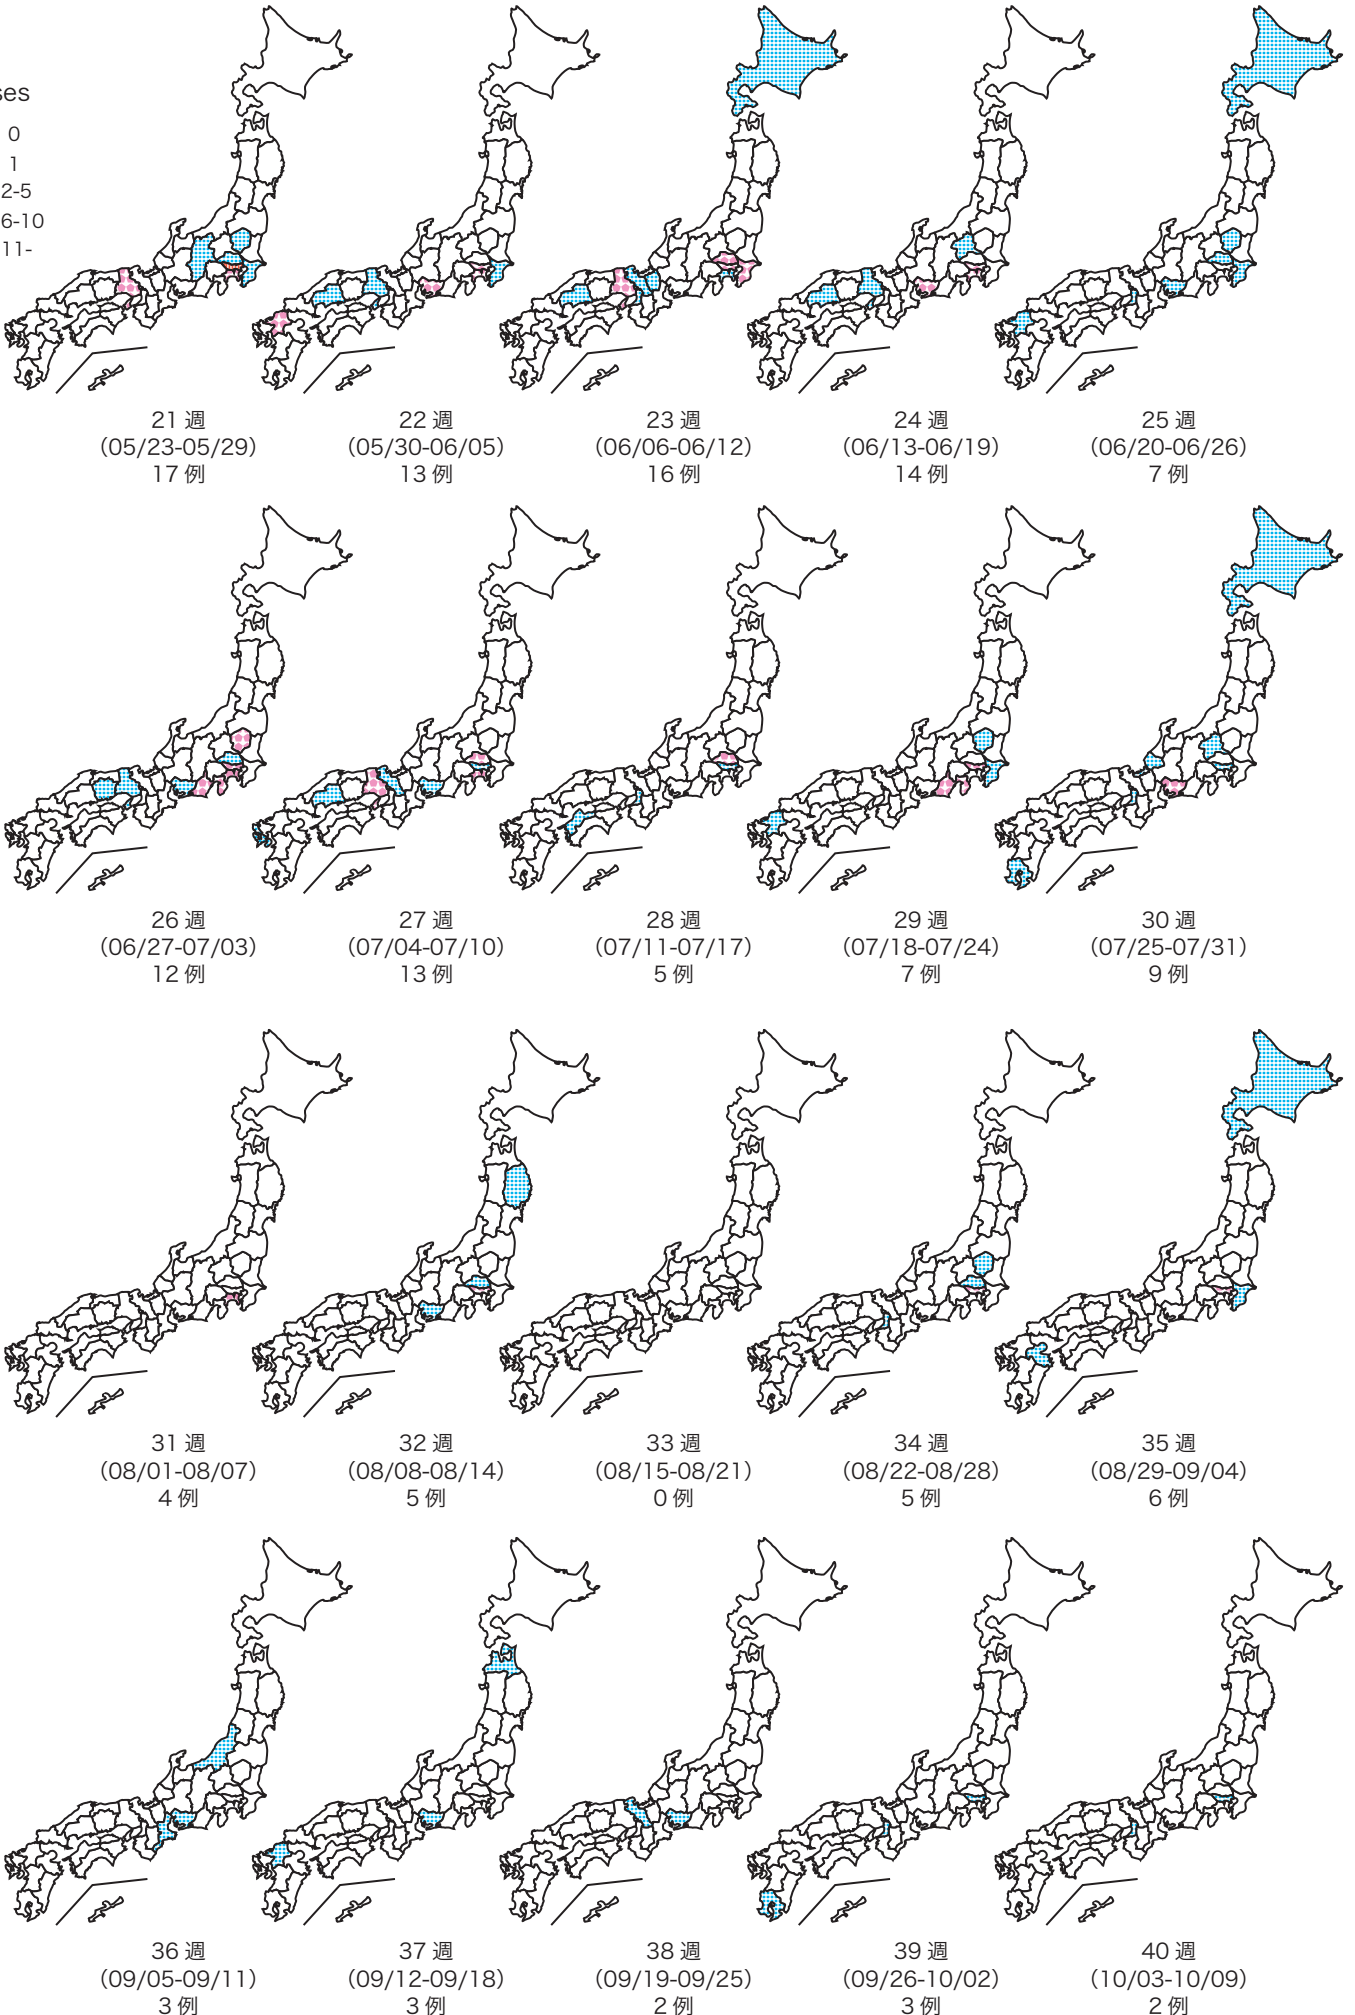 0
1
2-5
6-10
11-
21 週
（05/23-05/29）
17 例
22 週
（05/30-06/05）
13 例
23 週
（06/06-06/12）
16 例
24 週
（06/13-06/19）
14 例
25 週
（06/20-06/26）
7 例
26 週
（06/27-07/03）
12 例
27 週
（07/04-07/10）
13 例
28 週
（07/11-07/17）
5 例
29 週
（07/18-07/24）
7 例
30 週
（07/25-07/31）
9 例
31 週
（08/01-08/07）
4 例
32 週
（08/08-08/14）
5 例
33 週
（08/15-08/21）
0 例
34 週
（08/22-08/28）
5 例
35 週
（08/29-09/04）
6 例
36 週
（09/05-09/11）
3 例
37 週
（09/12-09/18）
3 例
38 週
（09/19-09/25）
2 例
39 週
（09/26-10/02）
3 例
40 週
（10/03-10/09）
2 例